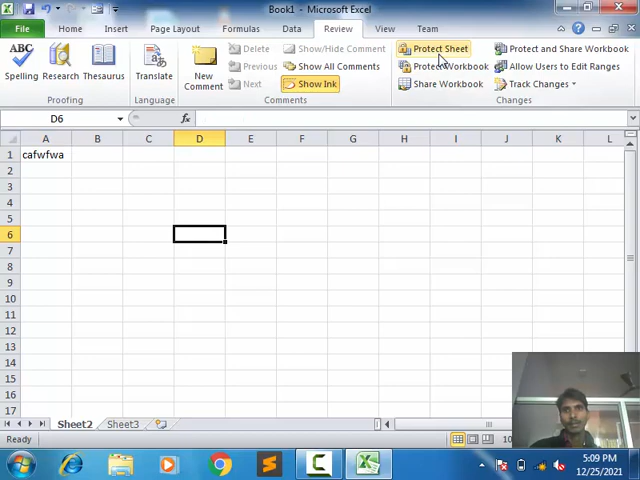 Book1 - Microsoft Excel
File Home Insert Page Layout Formulas Data Review View Team
Spelling Research Thesaurus
Proofing
Translate
Language
New Comment
Delete
Previous
Next
Show/Hide Comment
Show All Comments
Show Ink
Comments
Protect Sheet
Protect Workbook
Share Workbook
Protect and Share Workbook
Allow Users to Edit Ranges
Track Changes
Changes
D6 fx
A B C D E F G H I J K L
1 cafwfwa
2
3
4
5
6
7
8
9
10
11
12
13
14
15
16
17
Sheet2 Sheet3
Ready 10
5:09 PM
12/25/2021